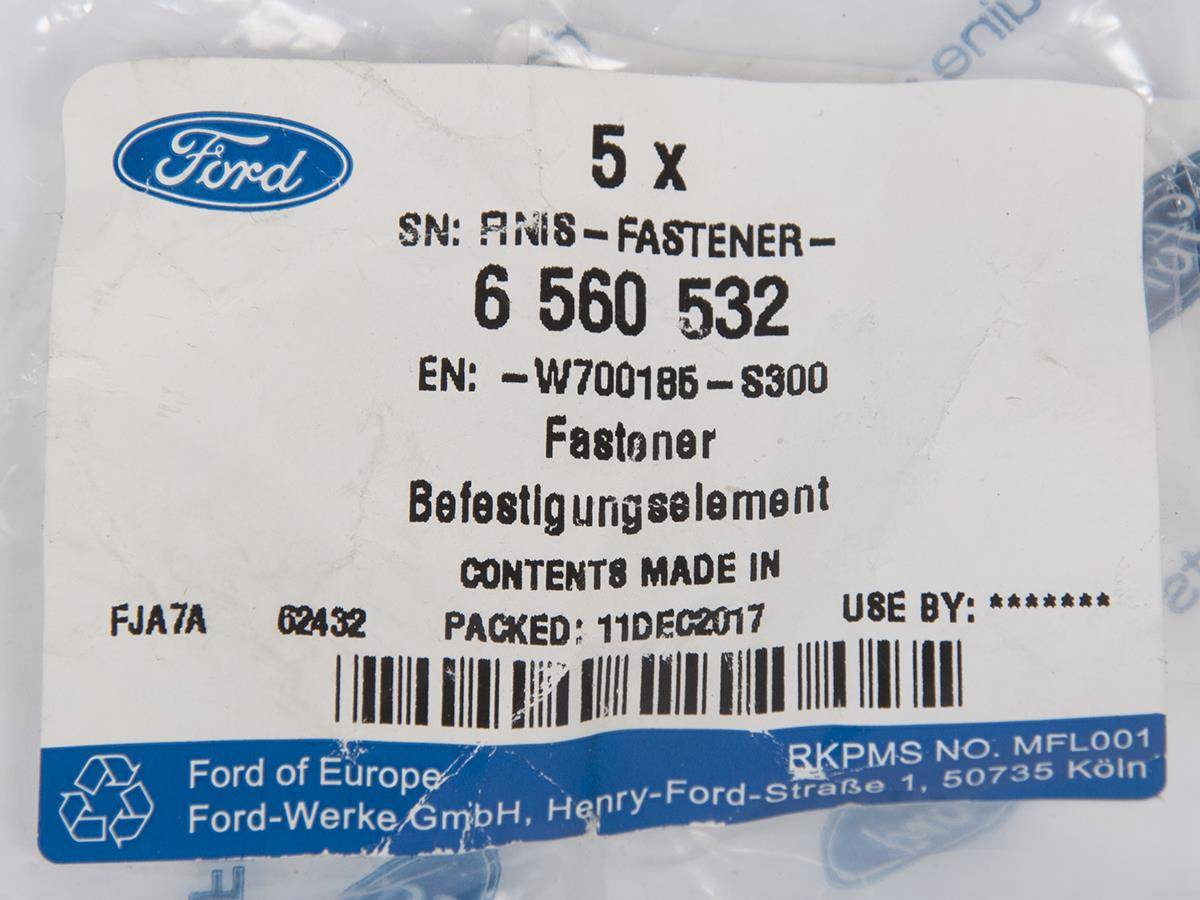 Ford
5 x
SN: FINIS-FASTENER-
6 560 532
EN: -W700185-S300
Fastener
Befestigungselement
CONTENTS MADE IN
FJA7A 62432 PACKED: 11DEC2017 USE BY: *******
RKPMS NO. MFL001
Ford of Europe
Ford-Werke GmbH, Henry-Ford-Straße 1, 50735 Köln